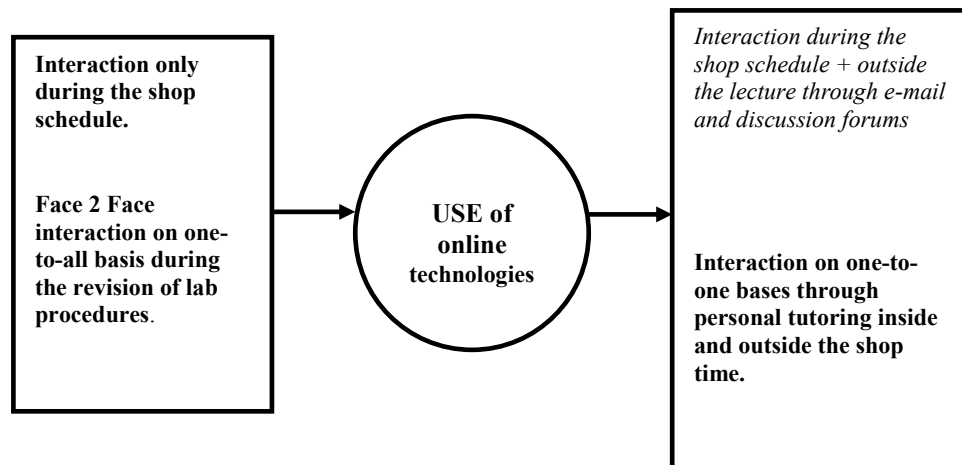 Interaction only
during the shop
schedule.
Face 2 Face
interaction on one-
to-all basis during
the revision of lab
procedures.
USE of
online
technologies
Interaction during the
shop schedule + outside
the lecture through e-mail
and discussion forums
Interaction on one-to-
one bases through
personal tutoring inside
and outside the shop
time.